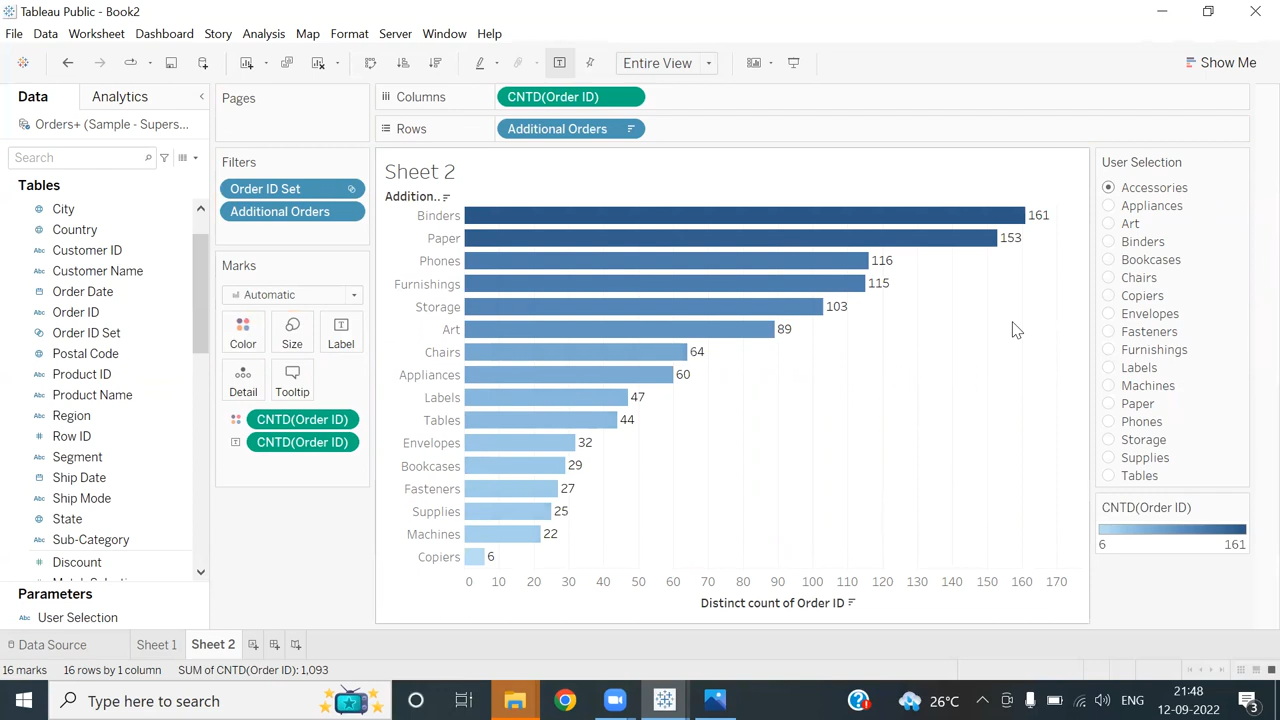 Tableau Public - Book2
File Data Worksheet Dashboard Story Analysis Map Format Server Window Help
Entire View
Show Me
Data Analytics
Orders+ (Sample - Supers...
Search
Tables
City
Country
Customer ID
Customer Name
Order Date
Order ID
Order ID Set
Postal Code
Product ID
Product Name
Region
Row ID
Segment
Ship Date
Ship Mode
State
Sub-Category
Discount
Parameters
User Selection
Pages
Filters
Order ID Set
Additional Orders
Marks
Automatic
Color Size Label
Detail Tooltip
CNTD(Order ID)
CNTD(Order ID)
Columns CNTD(Order ID)
Rows Additional Orders
Sheet 2
Addition..
Binders 161
Paper 153
Phones 116
Furnishings 115
Storage 103
Art 89
Chairs 64
Appliances 60
Labels 47
Tables 44
Envelopes 32
Bookcases 29
Fasteners 27
Supplies 25
Machines 22
Copiers 6
0 10 20 30 40 50 60 70 80 90 100 110 120 130 140 150 160 170
Distinct count of Order ID
User Selection
Accessories
Appliances
Art
Binders
Bookcases
Chairs
Copiers
Envelopes
Fasteners
Furnishings
Labels
Machines
Paper
Phones
Storage
Supplies
Tables
CNTD(Order ID)
6 161
Data Source Sheet 1 Sheet 2
16 marks 16 rows by 1 column SUM of CNTD(Order ID): 1,093
Type here to search
26°C ENG 21:48
12-09-2022 3